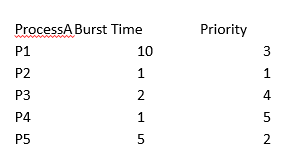 ProcessA Burst Time Priority
P1 10 3
P2 1 1
P3 2 4
P4 1 5
P5 5 2